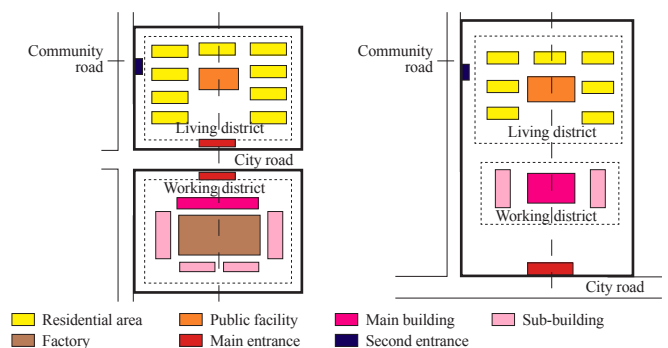 Community
road
Living district
City road
Working district
Community
road
Living district
Working district
City road
Residential area
Public facility
Main building
Sub-building
Factory
Main entrance
Second entrance